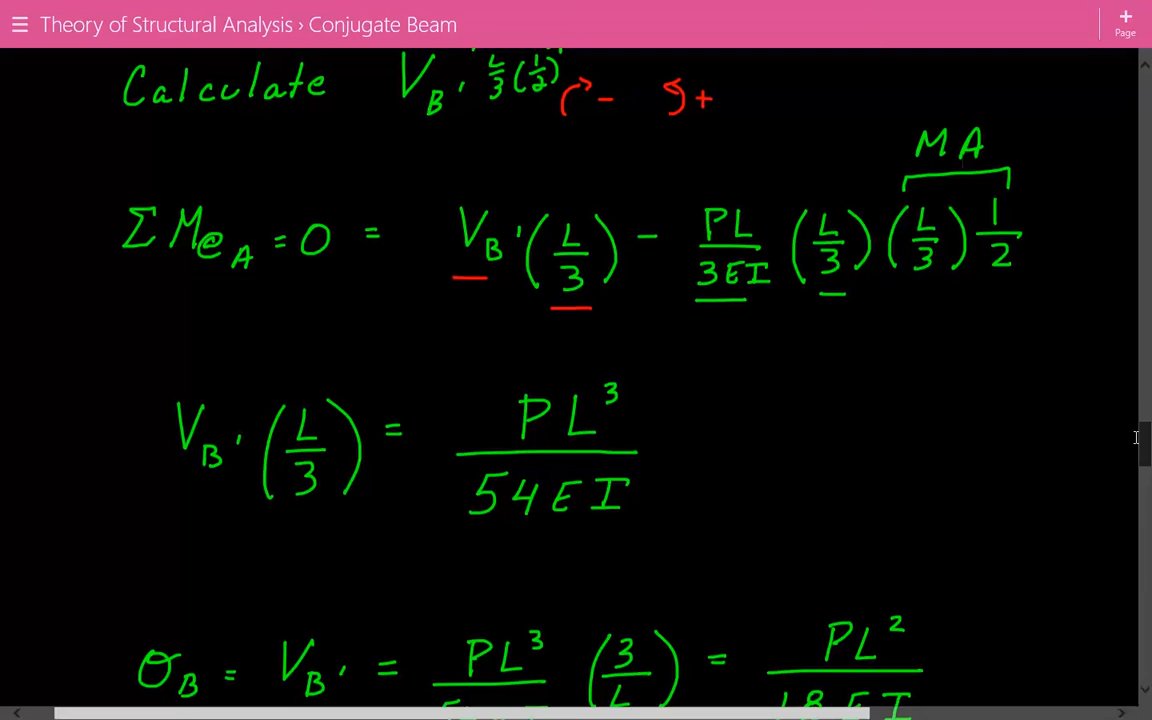 Theory of Structural Analysis › Conjugate Beam
+
Page
Calculate V_B' L/3 (1/2)
- +
M A
ΣM@A = 0 = V_B' (L/3) - PL/3EI (L/3) (L/3) 1/2
V_B' (L/3) = PL³/54EI
θ_B = V_B' = PL³ (3/L) = PL²/18EI